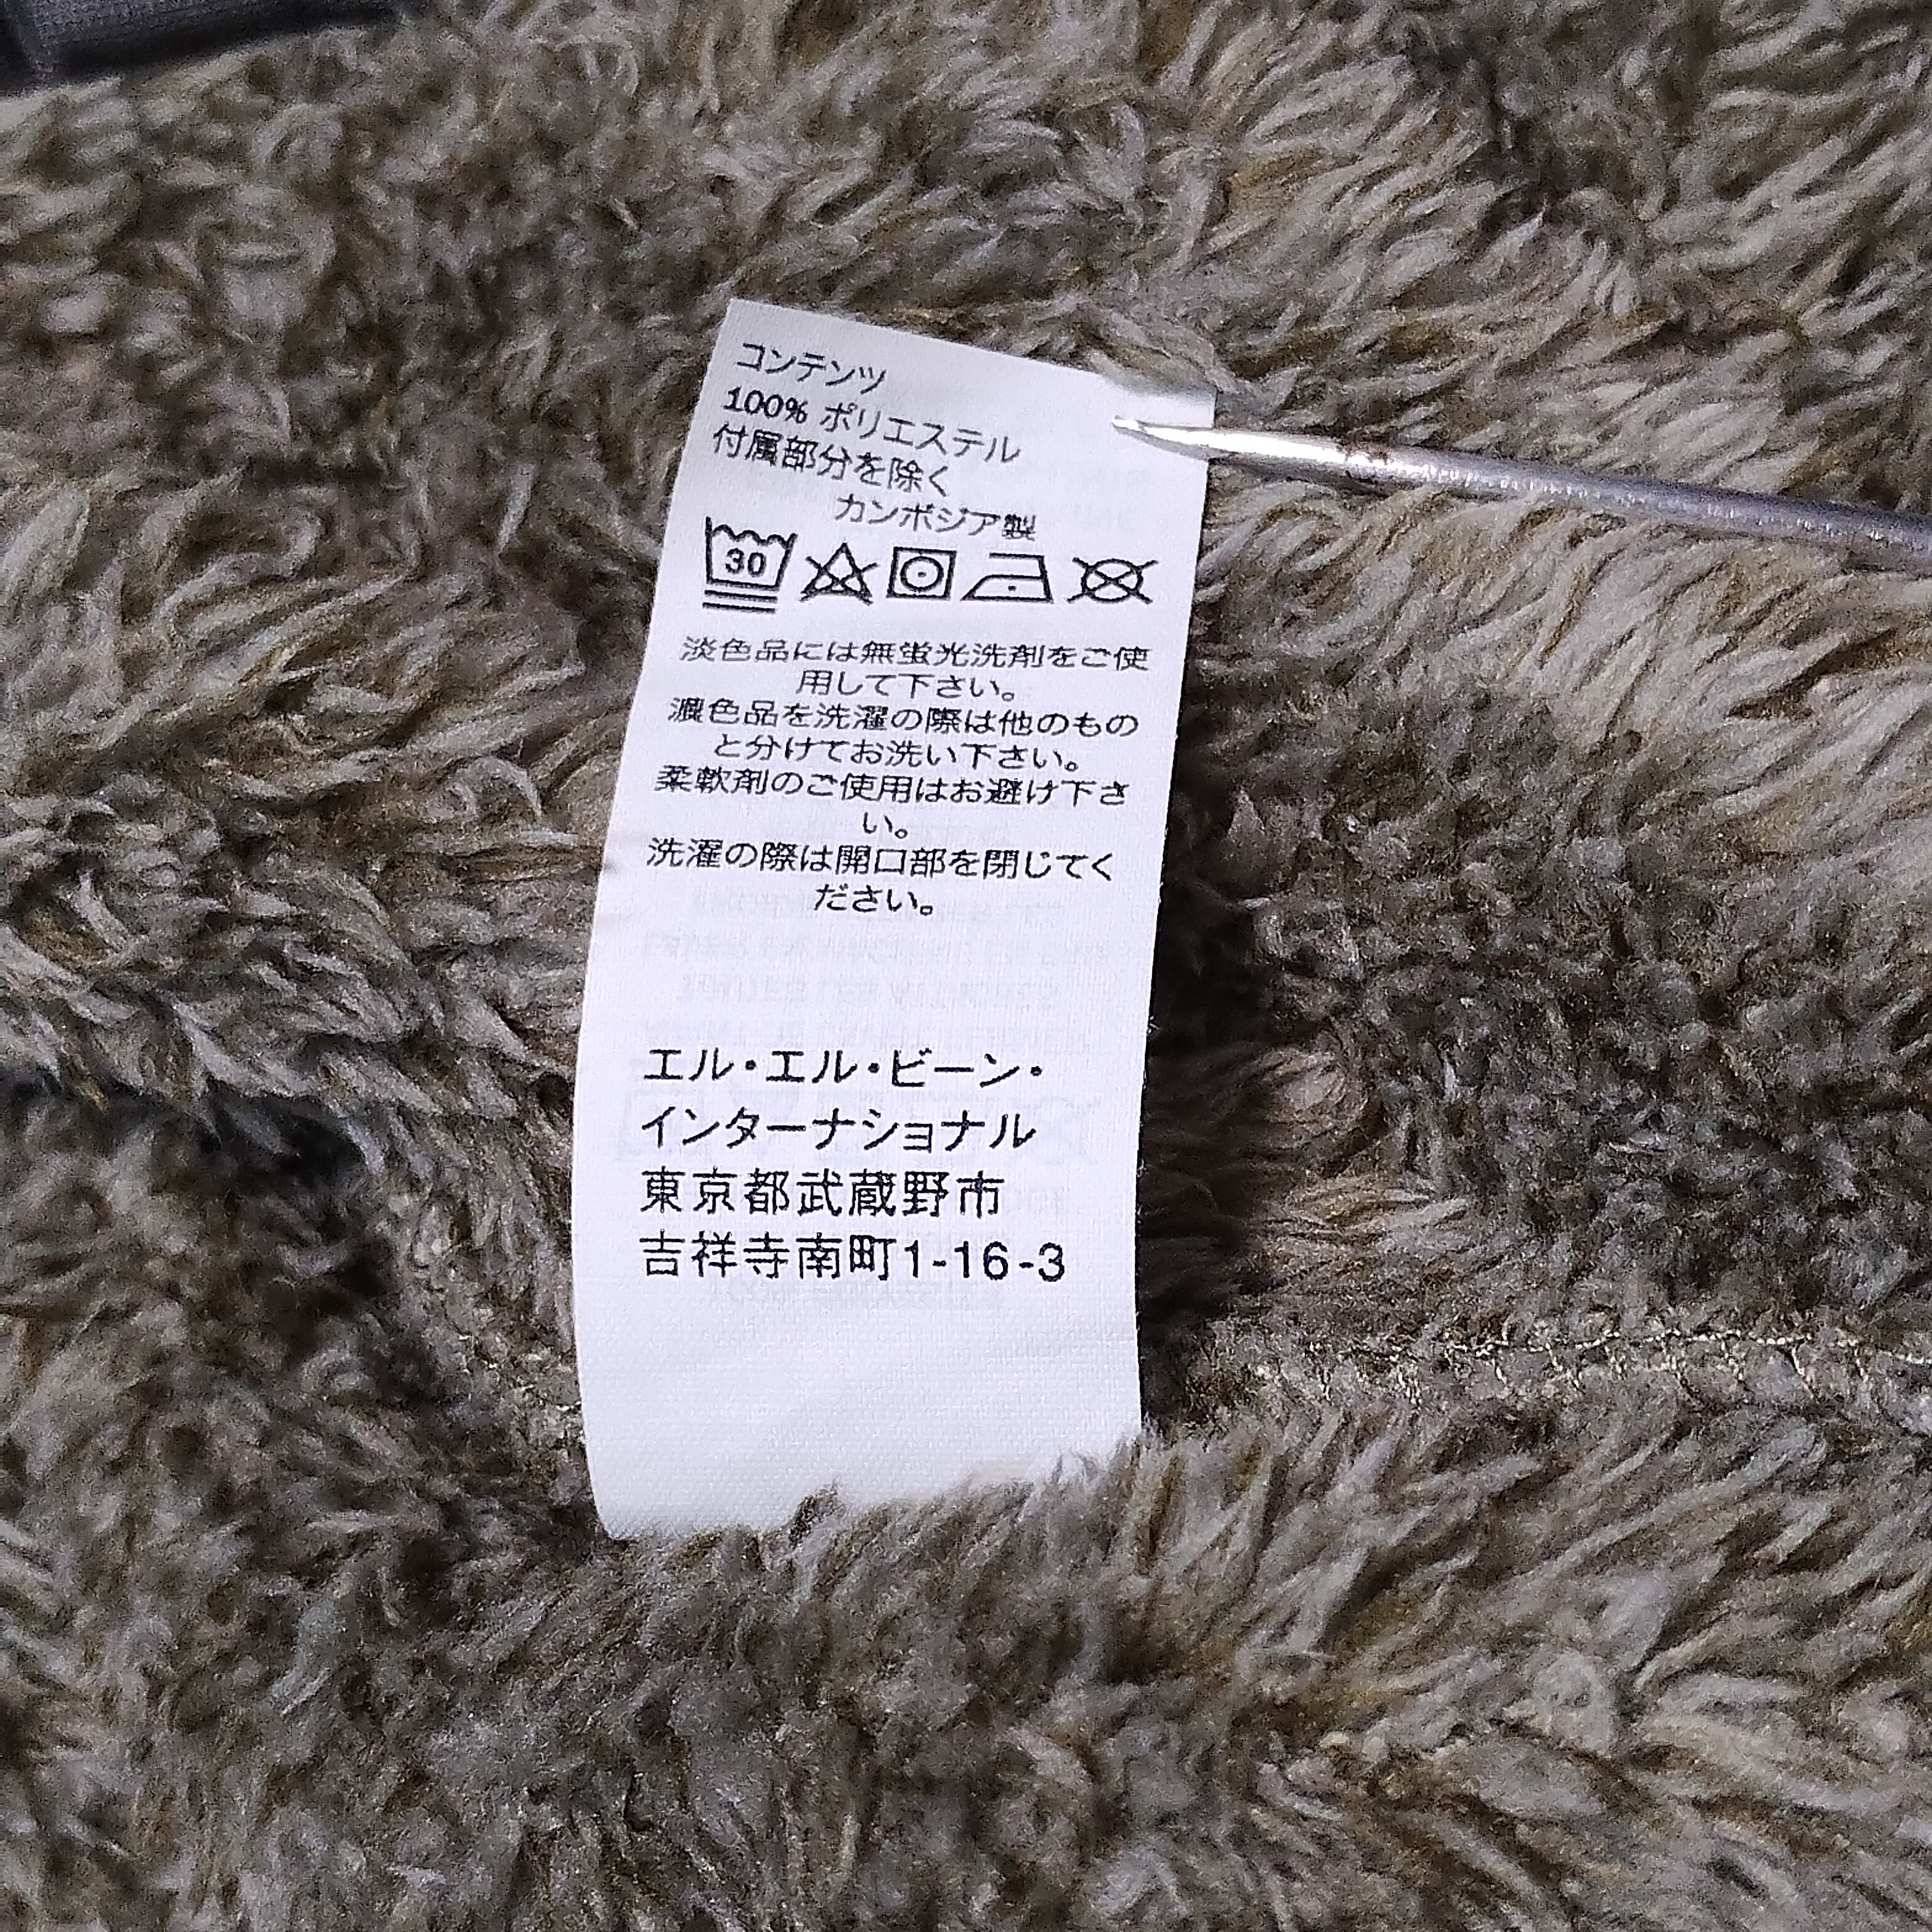 コンテンツ
100% ポリエステル
付属部分を除く
カンボジア製
30
淡色品には無蛍光洗剤をご使
用して下さい。
濃色品を洗濯の際は他のもの
と分けてお洗い下さい。
柔軟剤のご使用はお避け下さ
い。
洗濯の際は開口部を閉じてく
ださい。
エル・エル・ビーン・
インターナショナル
東京都武蔵野市
吉祥寺南町1-16-3